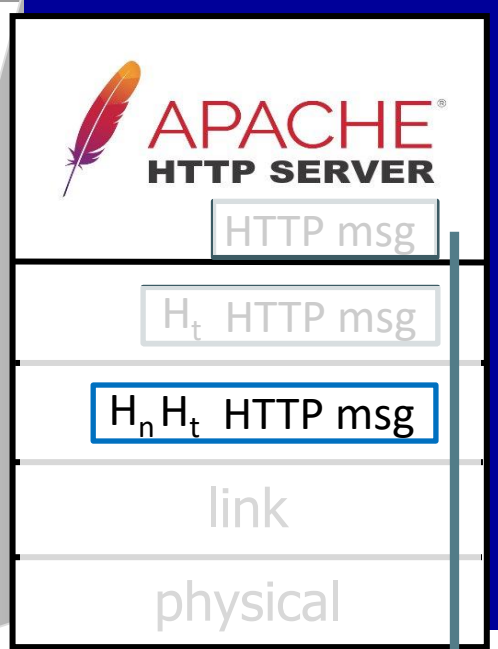 APACHE®
HTTP SERVER
HTTP msg
Hₜ HTTP msg
Hₙ Hₜ HTTP msg
link
physical